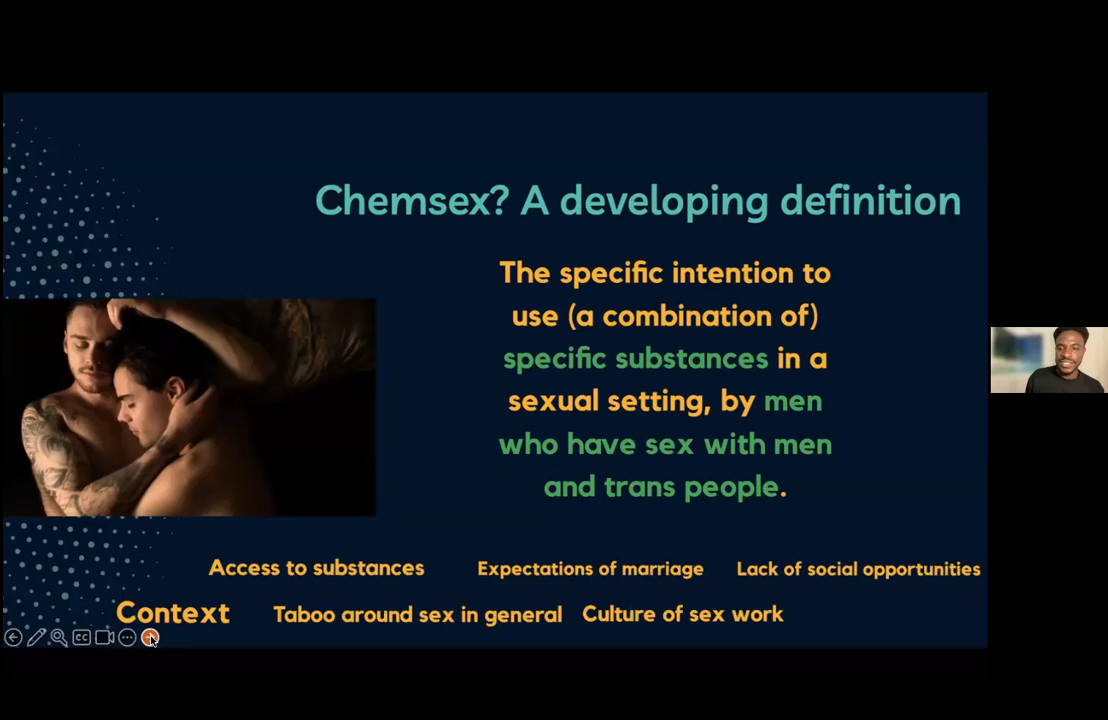 Chemsex? A developing definition
The specific intention to
use (a combination of)
specific substances in a
sexual setting, by men
who have sex with men
and trans people.
Access to substances
Expectations of marriage
Lack of social opportunities
Context
Taboo around sex in general
Culture of sex work
CC